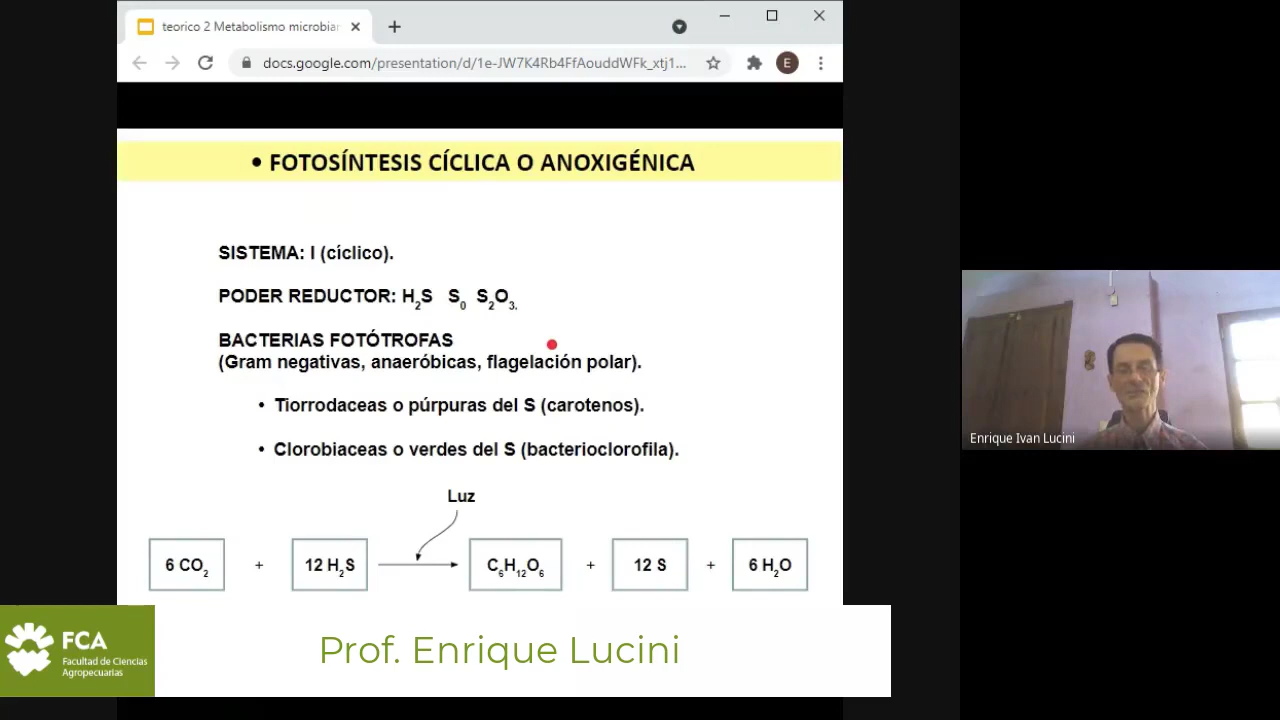 teorico 2 Metabolismo microbian
docs.google.com/presentation/d/1e-JW7K4Rb4FfAouddWFk_xtj1...
E
• FOTOSÍNTESIS CÍCLICA O ANOXIGÉNICA
SISTEMA: I (cíclico).
PODER REDUCTOR: H2S S0 S2O3.
BACTERIAS FOTÓTROFAS
(Gram negativas, anaeróbicas, flagelación polar).
• Tiorrodaceas o púrpuras del S (carotenos).
• Clorobiaceas o verdes del S (bacterioclorofila).
Luz
6 CO2 + 12 H2S → C6H12O6 + 12 S + 6 H2O
Enrique Ivan Lucini
FCA
Facultad de Ciencias
Agropecuarias
Prof. Enrique Lucini